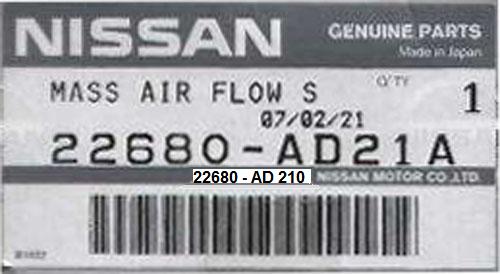 NISSAN
GENUINE PARTS
Made in Japan
MASS AIR FLOW S
Q'TY
1
07/02/21
22680-AD21A
22680 - AD 210
NISSAN MOTOR CO.,LTD.